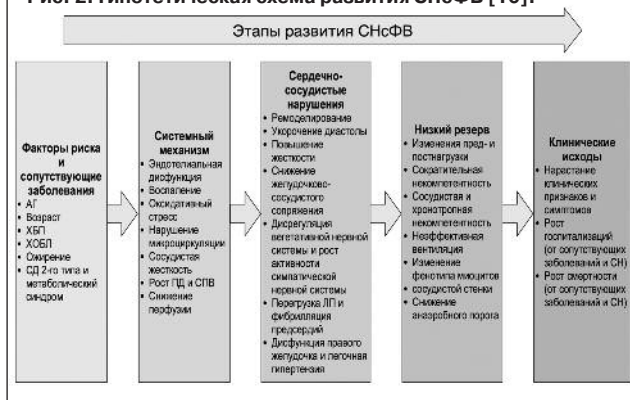 Рис. 2. Гипотетическая схема развития СНсФВ [10].
Этапы развития СНсФВ
Факторы риска
и
сопутствующие
заболевания
• АГ
• Возраст
• ХБП
• ХОБЛ
• Ожирение
• СД 2-го типа и
метаболический
синдром
Системный
механизм
• Эндотелиальная
дисфункция
• Воспаление
• Оксидативный
стресс
• Нарушение
микроциркуляции
• Сосудистая
жесткость
• Рост ПД и СПВ
• Снижение
перфузии
Сердечно-
сосудистые
нарушения
• Ремоделирование
• Укорочение диастолы
• Повышение
жесткости
• Снижение
желудочково-
сосудистого
сопряжения
• Дисрегуляция
вегетативной нервной
системы и рост
активности
симпатической
нервной системы
• Перегрузка ЛП и
фибрилляция
предсердий
• Дисфункция правого
желудочка и легочная
гипертензия
Низкий резерв
• Изменения пред- и
постнагрузки
• Сократительная
некомпетентность
• Сосудистая и
хронотропная
некомпетентность
• Неэффективная
вентиляция
• Изменение
фенотипа миоцитов
• сосудистой стенки
• Снижение
анаэробного порога
Клинические
исходы
• Нарастание
клинических
признаков и
симптомов
• Рост
госпитализаций
(от сопутствующих
заболеваний и СН)
• Рост смертности
(от сопутствующих
заболеваний и СН)